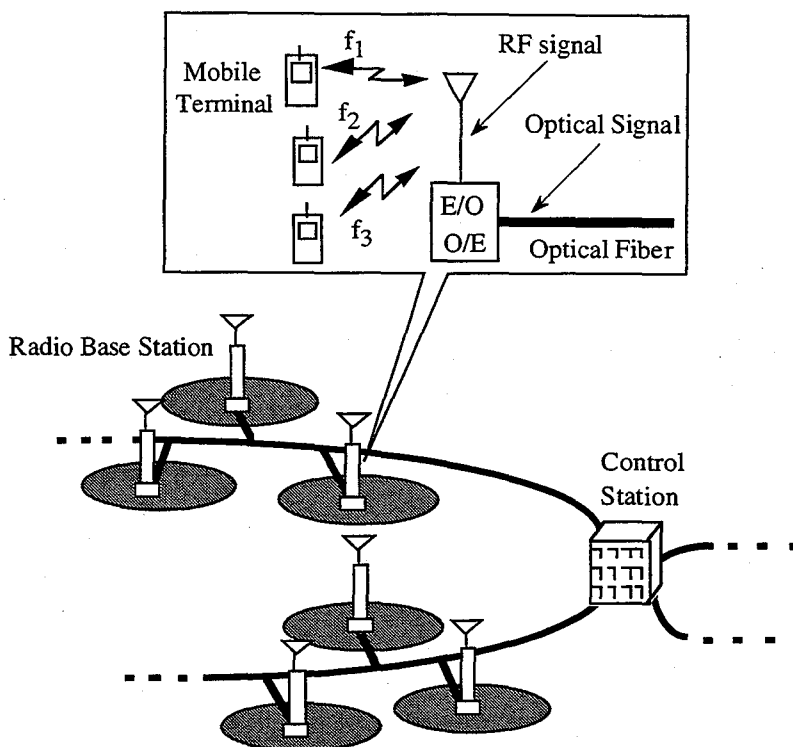 f1
RF signal
Mobile
Terminal
f2
Optical Signal
E/O
O/E
f3
Optical Fiber
Radio Base Station
Control
Station